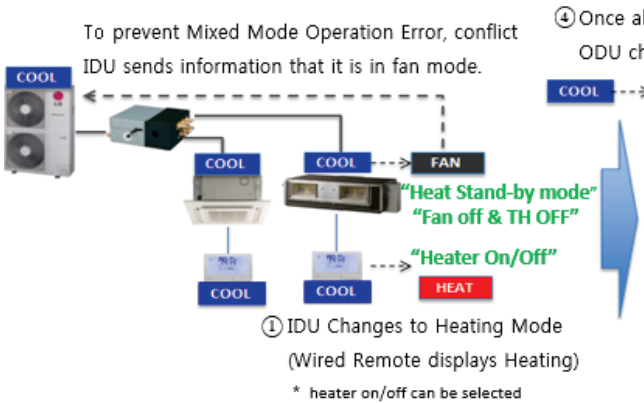 To prevent Mixed Mode Operation Error, conflict
IDU sends information that it is in fan mode.
④ Once al
ODU ch
COOL
COOL
LG
COOL
COOL
FAN
"Heat Stand-by mode"
"Fan off & TH OFF"
"Heater On/Off"
COOL
COOL
HEAT
① IDU Changes to Heating Mode
(Wired Remote displays Heating)
* heater on/off can be selected